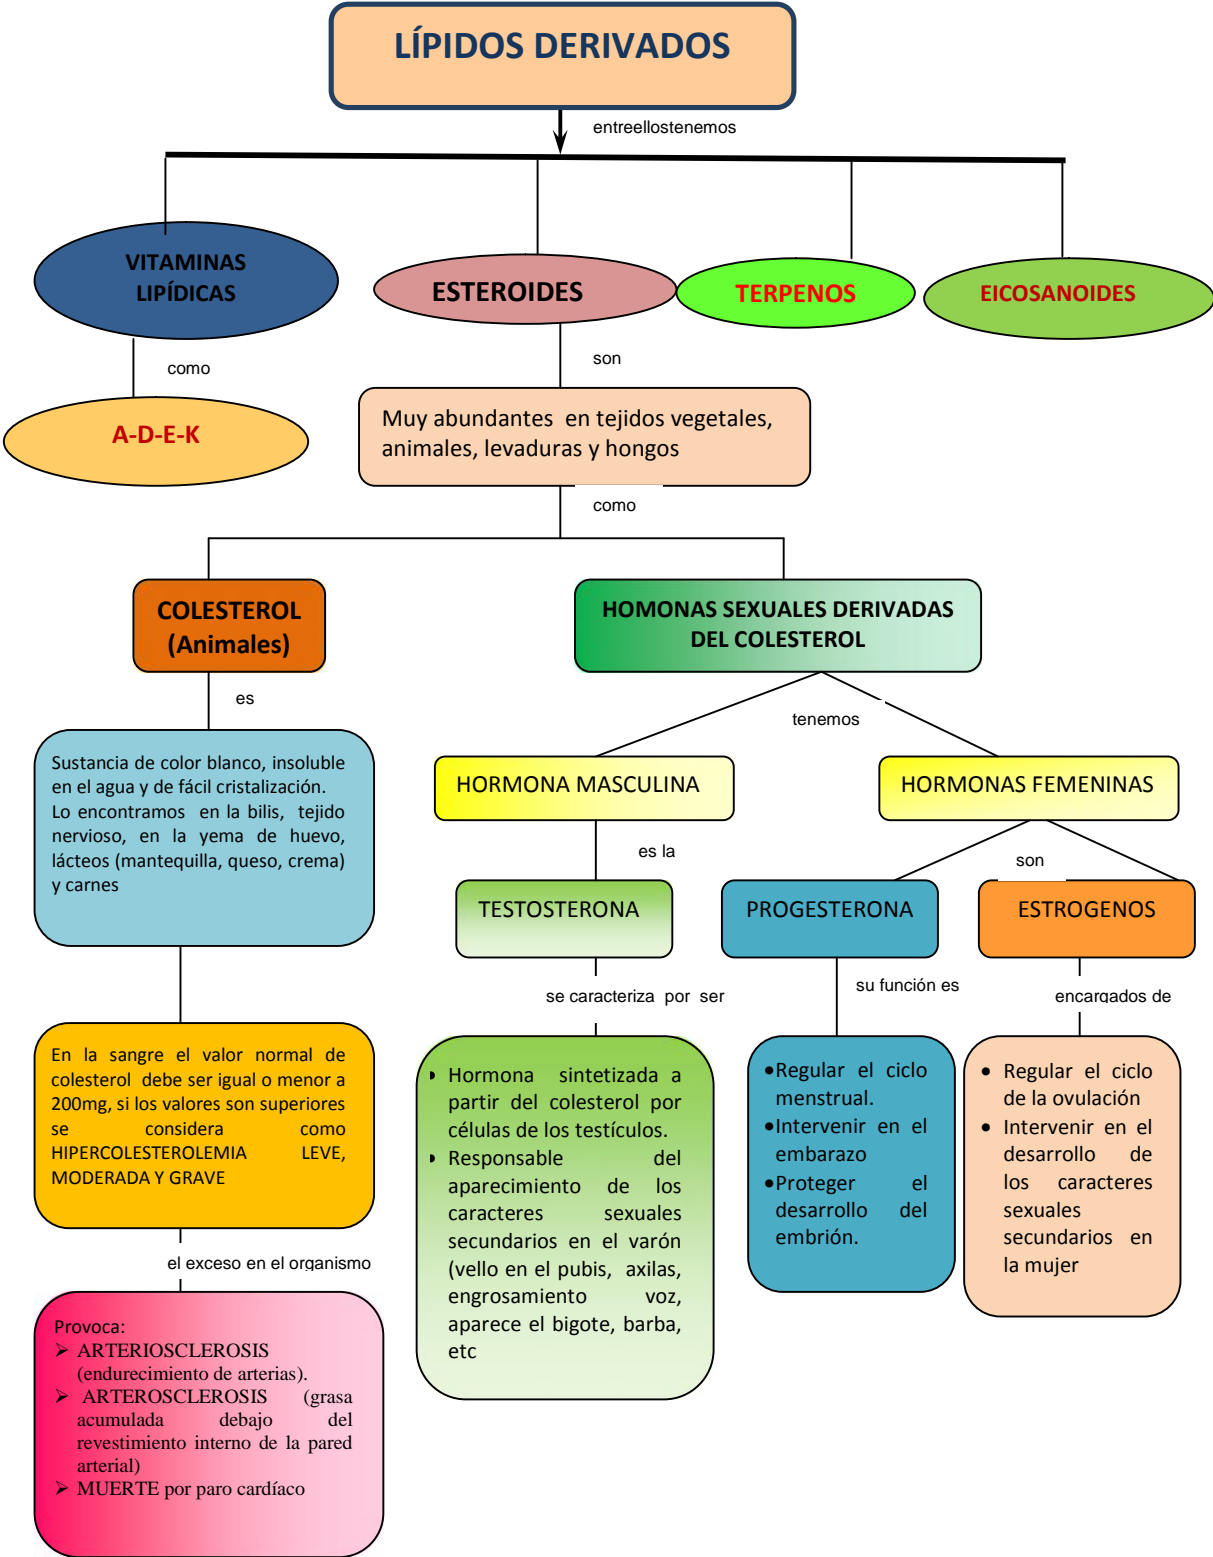 LÍPIDOS DERIVADOS
entreellostenemos
VITAMINAS
LIPÍDICAS
ESTEROIDES
TERPENOS
EICOSANOIDES
como
son
A-D-E-K
Muy abundantes en tejidos vegetales,
animales, levaduras y hongos
como
COLESTEROL
(Animales)
HOMONAS SEXUALES DERIVADAS
DEL COLESTEROL
es
tenemos
Sustancia de color blanco, insoluble
en el agua y de fácil cristalización.
Lo encontramos en la bilis, tejido
nervioso, en la yema de huevo,
lácteos (mantequilla, queso, crema)
y carnes
HORMONA MASCULINA
HORMONAS FEMENINAS
es la
son
TESTOSTERONA
PROGESTERONA
ESTROGENOS
se caracteriza por ser
su función es
encargados de
En la sangre el valor normal de
colesterol debe ser igual o menor a
200mg, si los valores son superiores
se considera como
HIPERCOLESTEROLEMIA LEVE,
MODERADA Y GRAVE
• Hormona sintetizada a
partir del colesterol por
células de los testículos.
• Responsable del
aparecimiento de los
caracteres sexuales
secundarios en el varón
(vello en el pubis, axilas,
engrosamiento voz,
aparece el bigote, barba,
etc
•Regular el ciclo
menstrual.
•Intervenir en el
embarazo
•Proteger el
desarrollo del
embrión.
• Regular el ciclo
de la ovulación
• Intervenir en el
desarrollo de
los caracteres
sexuales
secundarios en
la mujer
el exceso en el organismo
Provoca:
➢ ARTERIOSCLEROSIS
(endurecimiento de arterias).
➢ ARTEROSCLEROSIS (grasa
acumulada debajo del
revestimiento interno de la pared
arterial)
➢ MUERTE por paro cardíaco